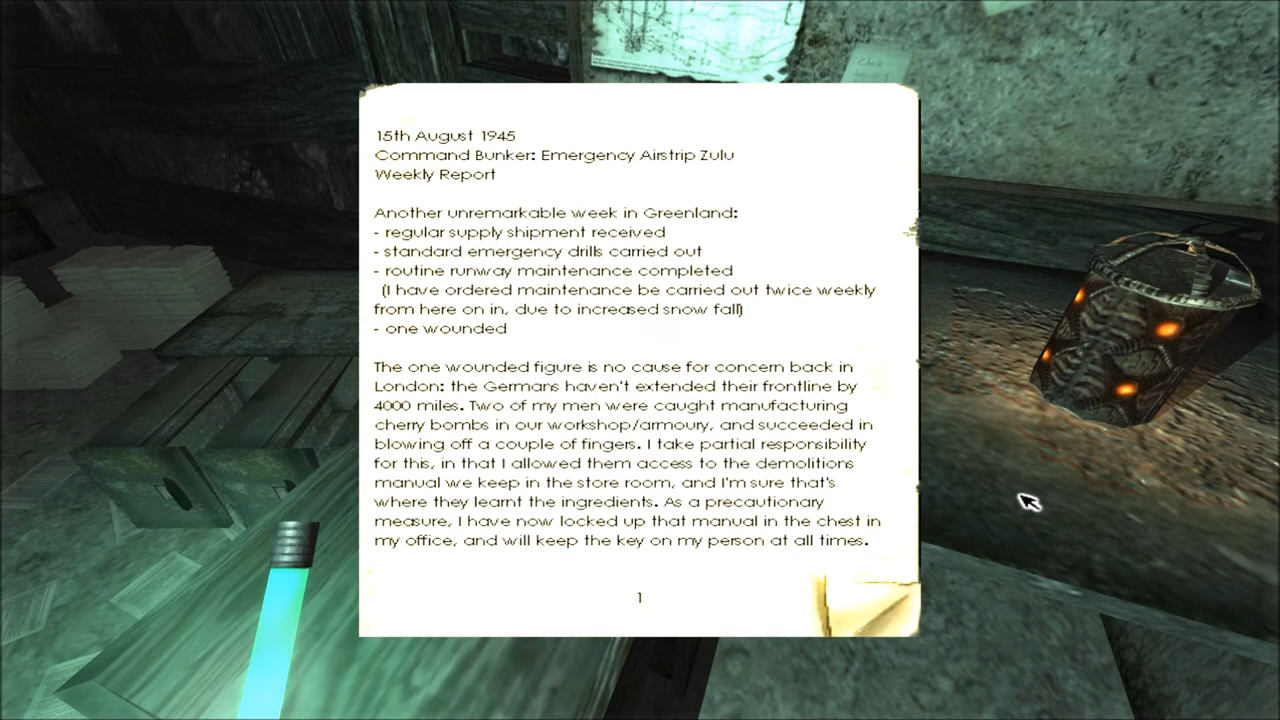 15th August 1945
Command Bunker: Emergency Airstrip Zulu
Weekly Report
Another unremarkable week in Greenland:
- regular supply shipment received
- standard emergency drills carried out
- routine runway maintenance completed
(I have ordered maintenance be carried out twice weekly
from here on in, due to increased snow fall)
- one wounded
The one wounded figure is no cause for concern back in
London: the Germans haven't extended their frontline by
4000 miles. Two of my men were caught manufacturing
cherry bombs in our workshop/armoury, and succeeded in
blowing off a couple of fingers. I take partial responsibility
for this, in that I allowed them access to the demolitions
manual we keep in the store room, and I'm sure that's
where they learnt the ingredients. As a precautionary
measure, I have now locked up that manual in the chest in
my office, and will keep the key on my person at all times.
1